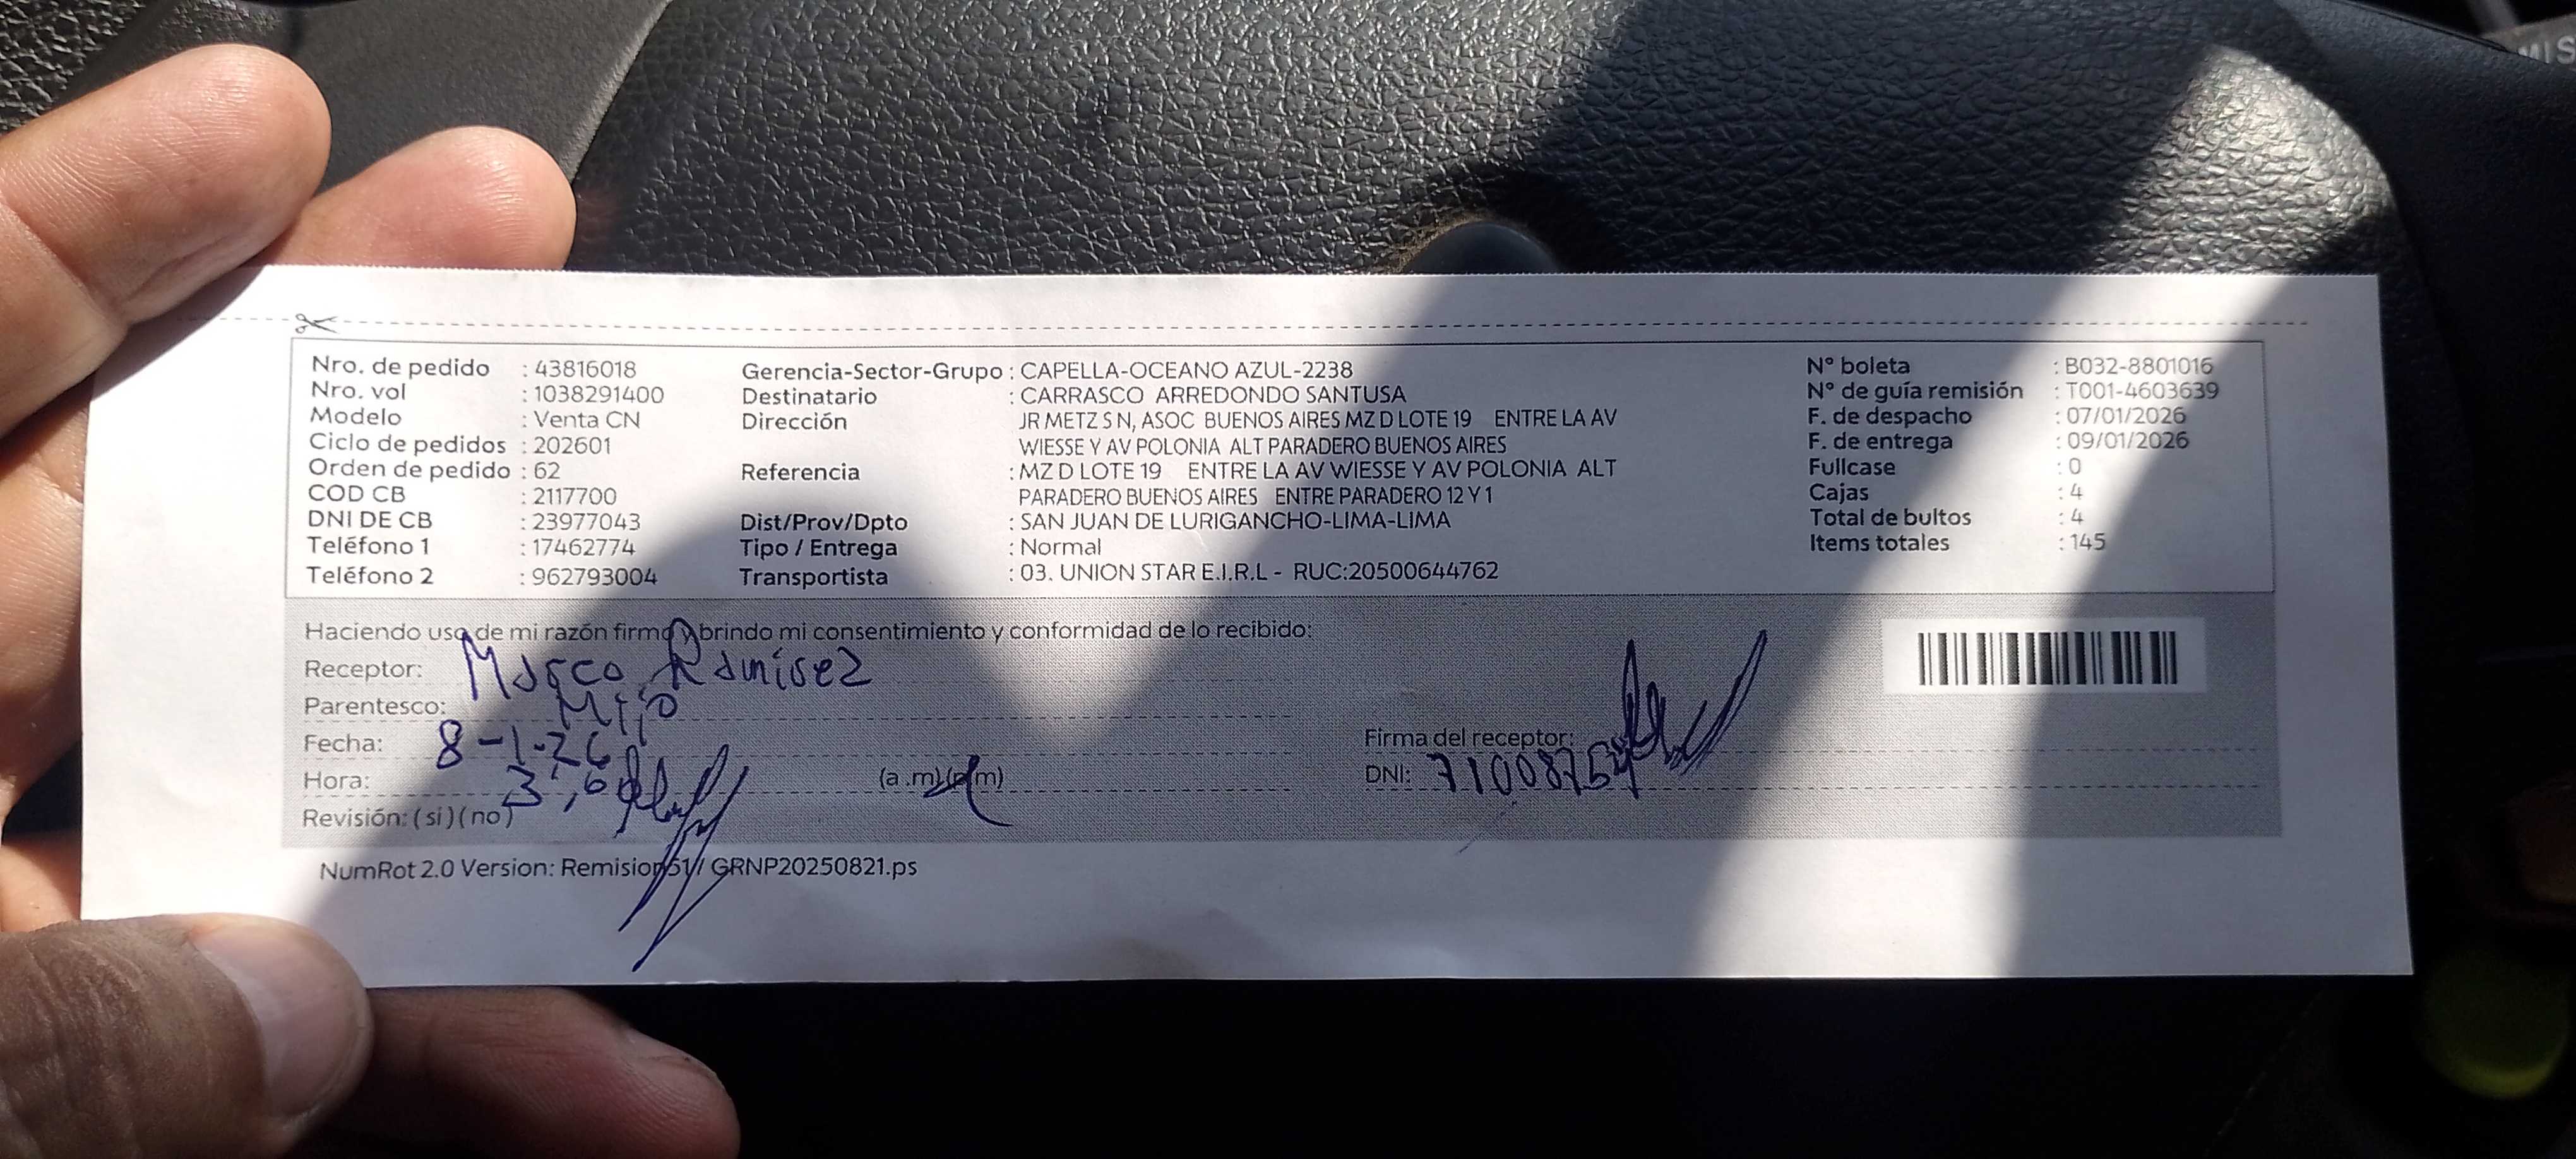 Nro. de pedido : 43816018
Nro. vol : 1038291400
Modelo : Venta CN
Ciclo de pedidos : 202601
Orden de pedido : 62
COD CB : 2117700
DNI DE CB : 23977043
Teléfono 1 : 17462774
Teléfono 2 : 962793004
Gerencia-Sector-Grupo : CAPELLA-OCEANO AZUL-2238
Destinatario : CARRASCO ARREDONDO SANTUSA
Dirección JR METZ S N, ASOC BUENOS AIRES MZ D LOTE 19 ENTRE LA AV
WIESSE Y AV POLONIA ALT PARADERO BUENOS AIRES
Referencia : MZ D LOTE 19 ENTRE LA AV WIESSE Y AV POLONIA ALT
PARADERO BUENOS AIRES ENTRE PARADERO 12 Y 1
Dist/Prov/Dpto : SAN JUAN DE LURIGANCHO-LIMA-LIMA
Tipo / Entrega : Normal
Transportista : 03. UNION STAR E.I.R.L - RUC:20500644762
N° boleta : B032-8801016
N° de guía remisión : T001-4603639
F. de despacho : 07/01/2026
F. de entrega : 09/01/2026
Fullcase : 0
Cajas : 4
Total de bultos : 4
Items totales : 145
Haciendo uso de mi razón firmo y brindo mi consentimiento y conformidad de lo recibido:
Receptor: Marco Ramirez
Parentesco:
Fecha: 8-1-26
Hora: (a.m)(p.m)
Revisión: (si)(no)
Firma del receptor:
DNI: 7100875
NumRot 2.0 Version: Remision51/ GRNP20250821.ps